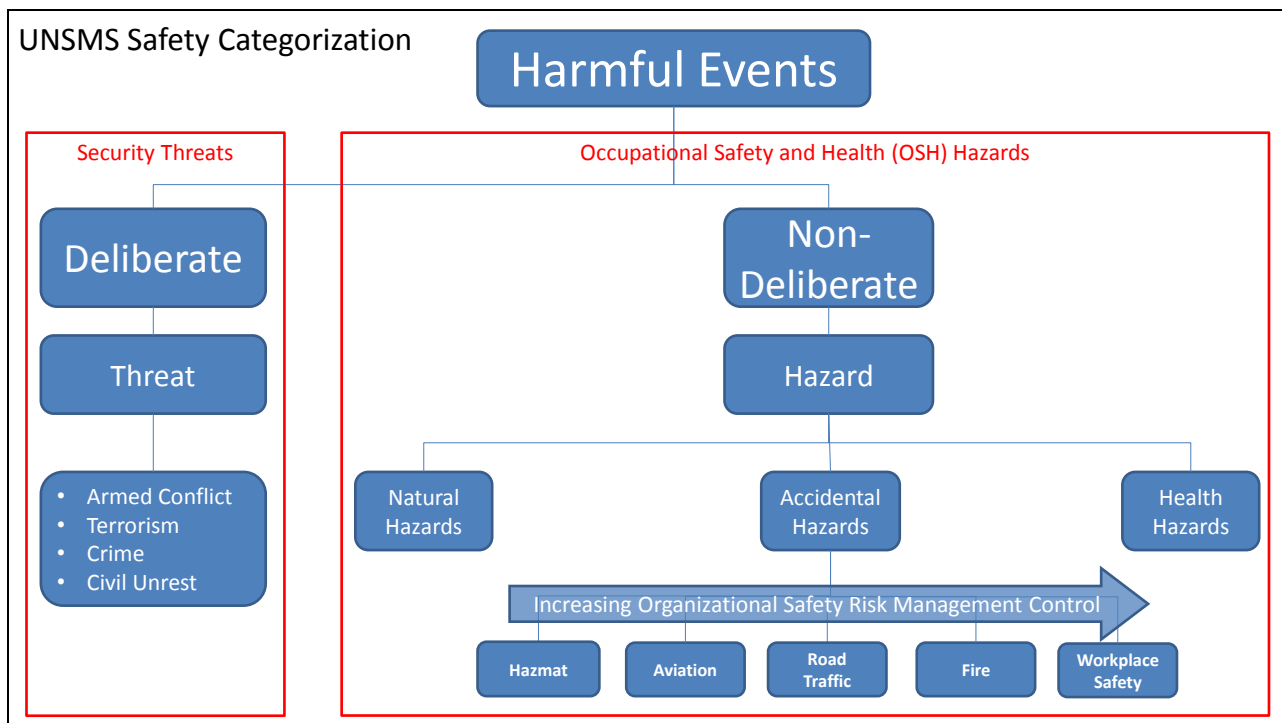 UNSMS Safety Categorization
Harmful Events
Security Threats
Occupational Safety and Health (OSH) Hazards
Deliberate
Non-
Deliberate
Threat
Hazard
• Armed Conflict
• Terrorism
• Crime
• Civil Unrest
Natural
Hazards
Accidental
Hazards
Health
Hazards
Increasing Organizational Safety Risk Management Control
Hazmat
Aviation
Road
Traffic
Fire
Workplace
Safety